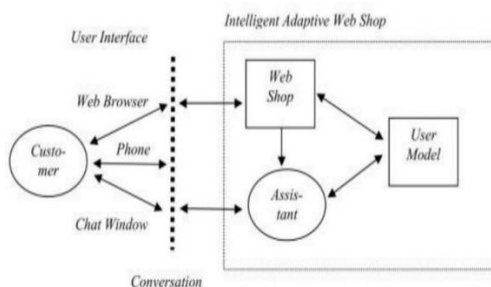 Intelligent Adaptive Web Shop
User Interface
Web Browser
Web
Shop
Custo-
mer
Phone
User
Model
Assis-
tant
Chat Window
Conversation